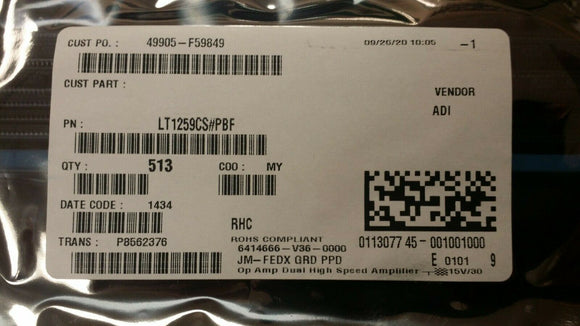 CUST PO. : 49905-F59849 09/26/20 10:05 -1
CUST PART :
VENDOR
ADI
PN : LT1259CS#PBF
QTY : 513 COO : MY
DATE CODE : 1434
RHC
ROHS COMPLIANT
TRANS : P8562376 6414666-V36-0000
0113077 45-001001000
JM-FEDX GRD PPD E 0101 9
Op Amp Dual High Speed Amplifier 15V/30